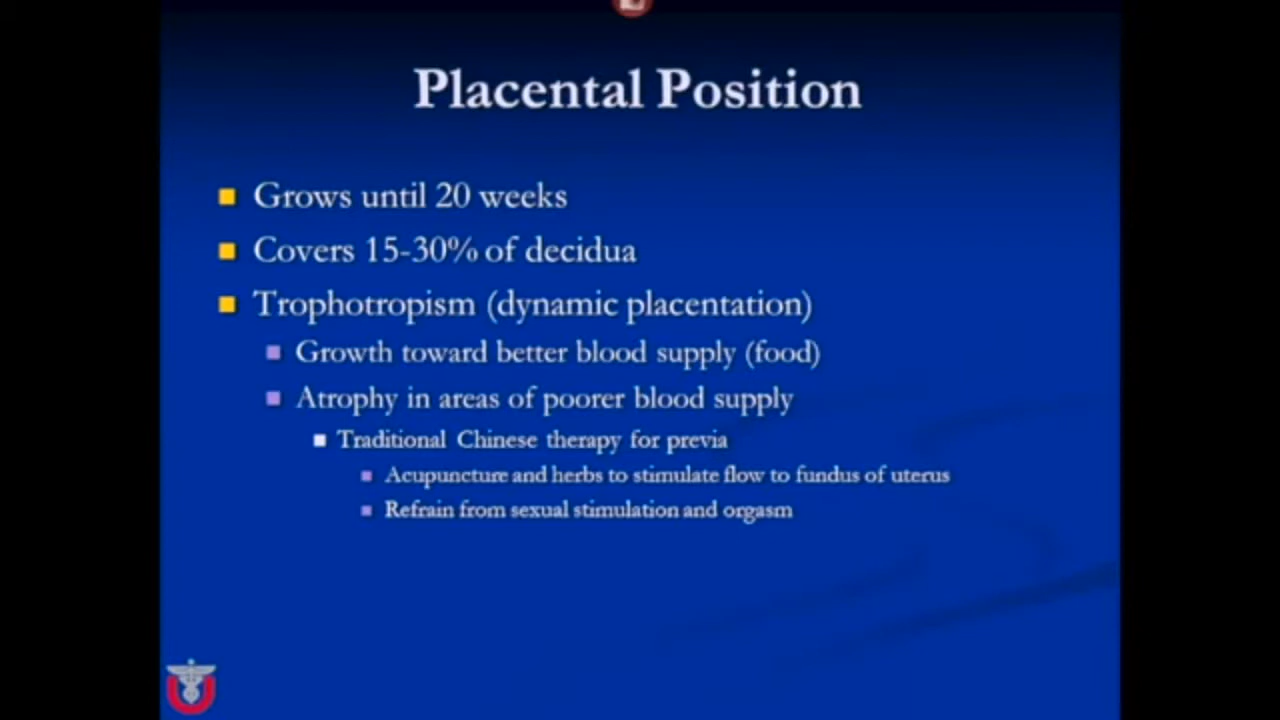 Placental Position
Grows until 20 weeks
Covers 15-30% of decidua
Trophotropism (dynamic placentation)
Growth toward better blood supply (food)
Atrophy in areas of poorer blood supply
Traditional Chinese therapy for previa
Acupuncture and herbs to stimulate flow to fundus of uterus
Refrain from sexual stimulation and orgasm